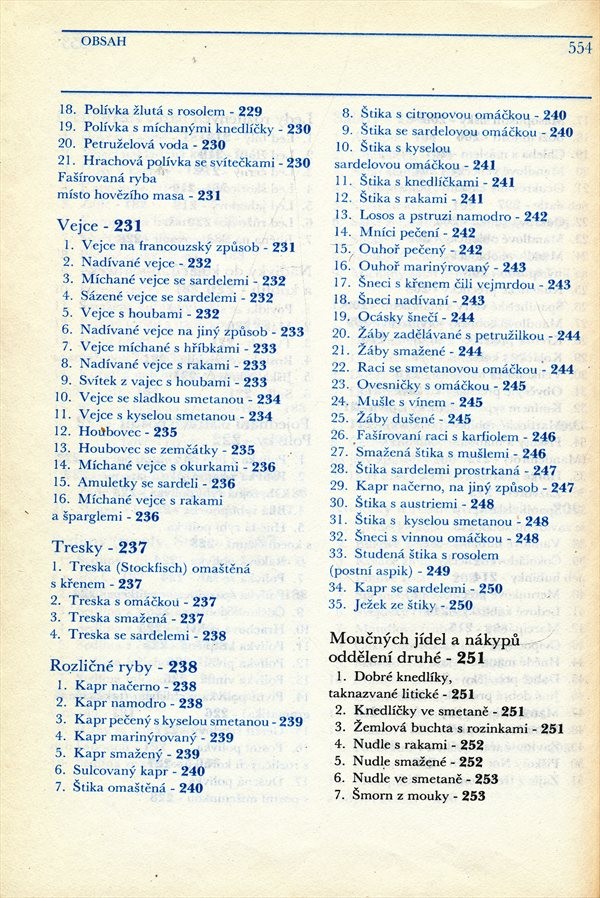 OBSAH
554
18. Polívka žlutá s rosolem - 229
19. Polívka s míchanými knedlíčky - 230
20. Petruželová voda - 230
21. Hrachová polívka se svítečkami - 230
Fašírovaná ryba
místo hovězího masa - 231
Vejce - 231
1. Vejce na francouzský způsob - 231
2. Nadívané vejce - 232
3. Míchané vejce se sardelemi - 232
4. Sázené vejce se sardelemi - 232
5. Vejce s houbami - 232
6. Nadívané vejce na jiný způsob - 233
7. Vejce míchané s hříbkami - 233
8. Nadívané vejce s rakami - 233
9. Svítek z vajec s houbami - 233
10. Vejce se sladkou smetanou - 234
11. Vejce s kyselou smetanou - 234
12. Houbovec - 235
13. Houbovec se zemčátky - 235
14. Míchané vejce s okurkami - 236
15. Amuletky se sardeli - 236
16. Míchané vejce s rakami
a šparglemi - 236
Tresky - 237
1. Treska (Stockfisch) omaštěná
s křenem - 237
2. Treska s omáčkou - 237
3. Treska smažená - 237
4. Treska se sardelemi - 238
Rozličné ryby - 238
1. Kapr načerno - 238
2. Kapr namodro - 238
3. Kapr pečený s kyselou smetanou - 239
4. Kapr marinýrovaný - 239
5. Kapr smažený - 239
6. Sulcovaný kapr - 240
7. Štika omaštěná - 240
8. Štika s citronovou omáčkou - 240
9. Štika se sardelovou omáčkou - 240
10. Štika s kyselou
sardelovou omáčkou - 241
11. Štika s knedlíčkami - 241
12. Štika s rakami - 241
13. Losos a pstruzi namodro - 242
14. Mníci pečení - 242
15. Ouhoř pečený - 242
16. Ouhoř marinýrovaný - 243
17. Šneci s křenem čili vejmrdou - 243
18. Šneci nadívaní - 243
19. Ocásky šnečí - 244
20. Žáby zadělávané s petružilkou - 244
21. Žáby smažené - 244
22. Raci se smetanovou omáčkou - 244
23. Ovesničky s omáčkou - 245
24. Mušle s vínem - 245
25. Žáby dušené - 245
26. Fašírovaní raci s karfiolem - 246
27. Smažená štika s mušlemi - 246
28. Štika sardelemi prostrkaná - 247
29. Kapr načerno, na jiný způsob - 247
30. Štika s austriemi - 248
31. Štika s kyselou smetanou - 248
32. Šneci s vinnou omáčkou - 248
33. Studená štika s rosolem
(postní aspik) - 249
34. Kapr se sardelemi - 250
35. Ježek ze štiky - 250
Moučných jídel a nákypů
oddělení druhé - 251
1. Dobré knedlíky,
taknazvané litické - 251
2. Knedlíčky ve smetaně - 251
3. Žemlová buchta s rozinkami - 251
4. Nudle s rakami - 252
5. Nudle smažené - 252
6. Nudle ve smetaně - 253
7. Šmorn z mouky - 253